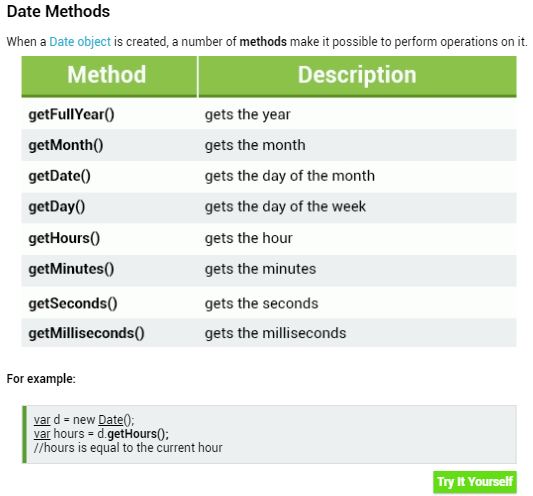 Date Methods
When a Date object is created, a number of methods make it possible to perform operations on it.
Method Description
getFullYear() gets the year
getMonth() gets the month
getDate() gets the day of the month
getDay() gets the day of the week
getHours() gets the hour
getMinutes() gets the minutes
getSeconds() gets the seconds
getMilliseconds() gets the milliseconds
For example:
var d = new Date();
var hours = d.getHours();
//hours is equal to the current hour
Try It Yourself